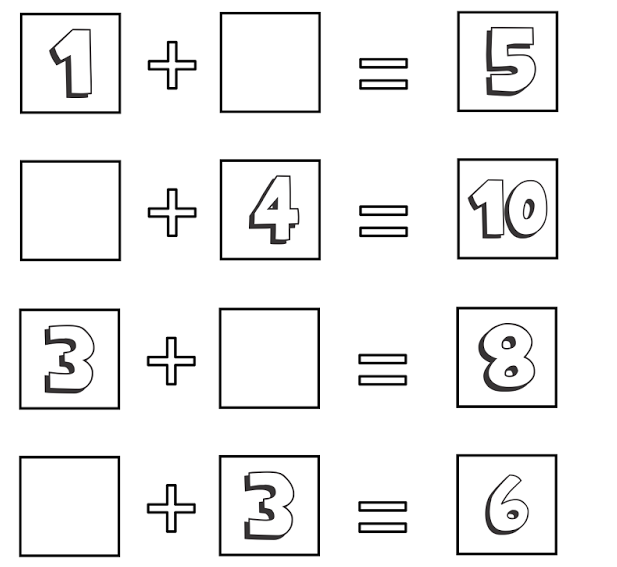 1 + = 5
+ 4 = 10
3 + = 8
+ 3 = 6